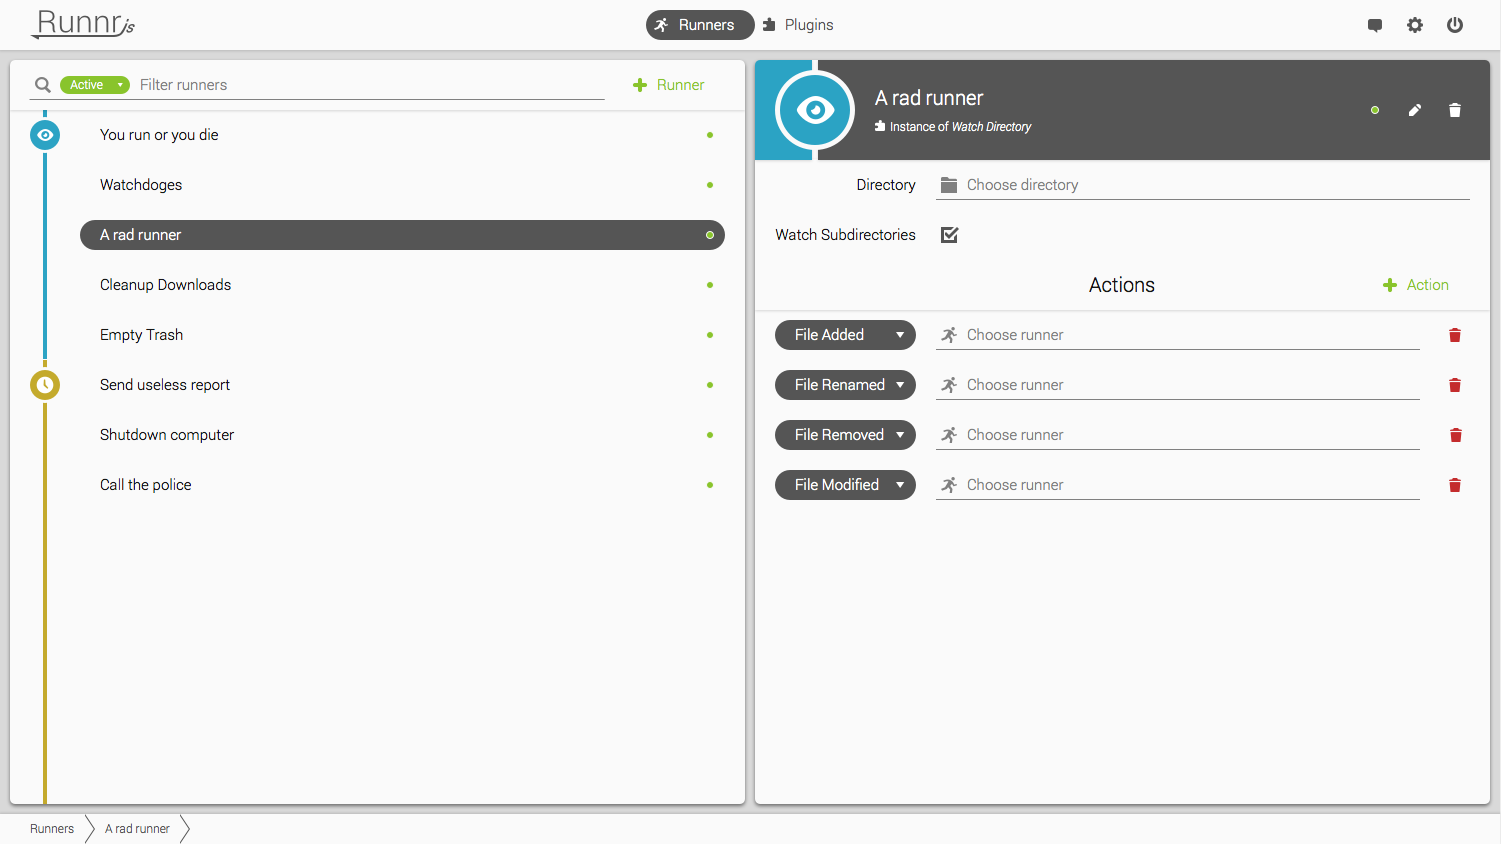 Runnrjs
Runners
Plugins
Active
Filter runners
Runner
You run or you die
Watchdoges
A rad runner
Cleanup Downloads
Empty Trash
Send useless report
Shutdown computer
Call the police
A rad runner
Instance of Watch Directory
Directory
Choose directory
Watch Subdirectories
Actions
Action
File Added
Choose runner
File Renamed
Choose runner
File Removed
Choose runner
File Modified
Choose runner
Runners
A rad runner